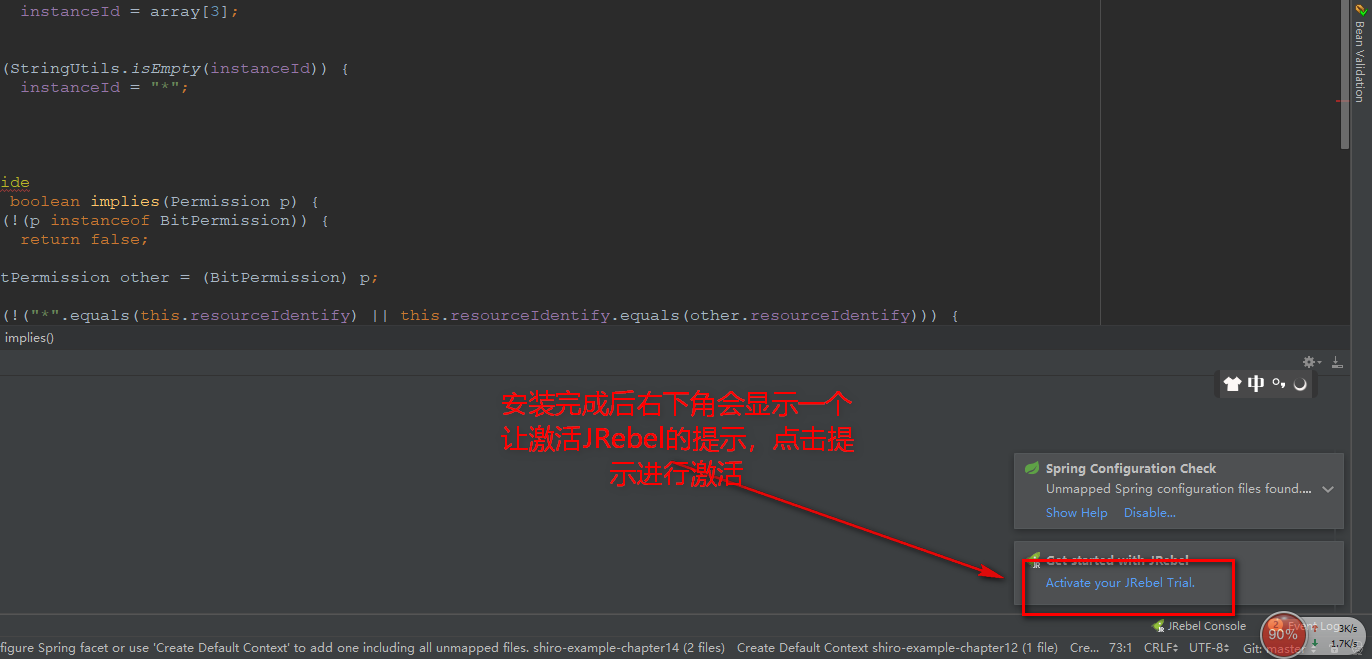 instanceId = array[3];
(StringUtils.isEmpty(instanceId)) {
instanceId = "*";
ide
boolean implies(Permission p) {
(!(p instanceof BitPermission)) {
return false;
tPermission other = (BitPermission) p;
(!("*".equals(this.resourceIdentify) || this.resourceIdentify.equals(other.resourceIdentify))) {
implies()
Bean Validation
中
安装完成后右下角会显示一个
让激活JRebel的提示，点击提
示进行激活
Spring Configuration Check
Unmapped Spring configuration files found....
Show Help Disable...
Get started with JRebel
JR
Activate your JRebel Trial.
JRebel Console
2 Event Log
90%
3K/s
1.7K/s
figure Spring facet or use 'Create Default Context' to add one including all unmapped files. shiro-example-chapter14 (2 files) Create Default Context shiro-example-chapter12 (1 file) Cre... 73:1 CRLF UTF-8 Git: master